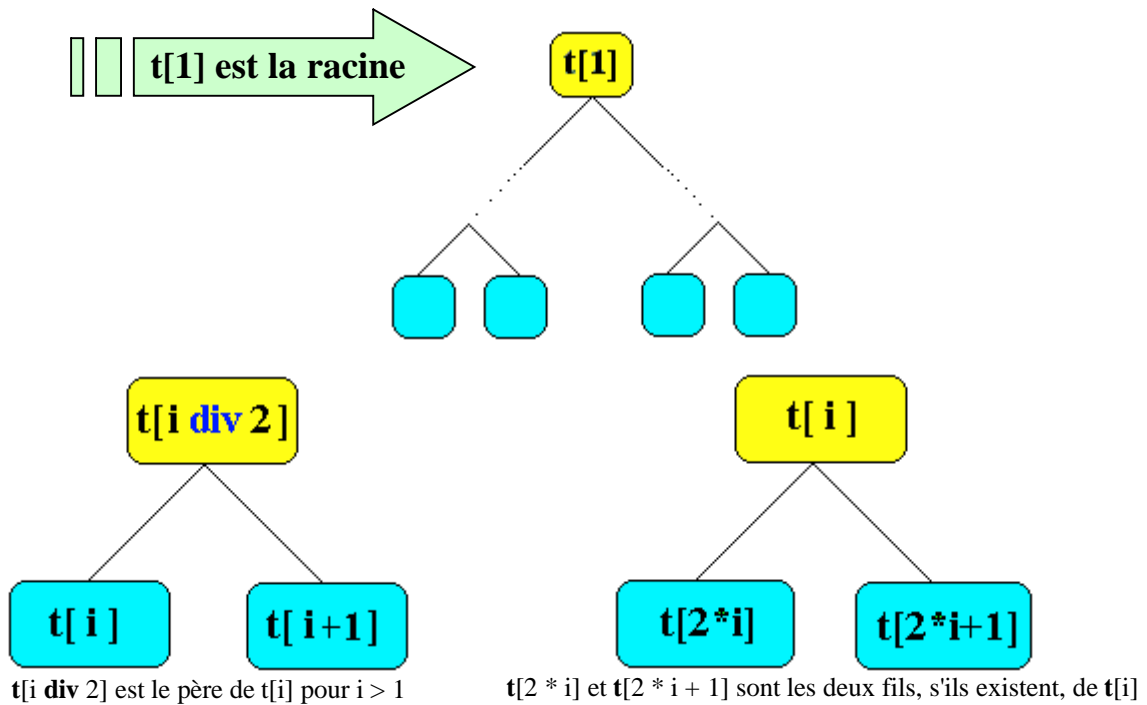 t[1] est la racine
t[1]
t[i div 2]
t[ i ]
t[ i ]
t[ i+1]
t[2*i]
t[2*i+1]
t[i div 2] est le père de t[i] pour i > 1
t[2 * i] et t[2 * i + 1] sont les deux fils, s'ils existent, de t[i]